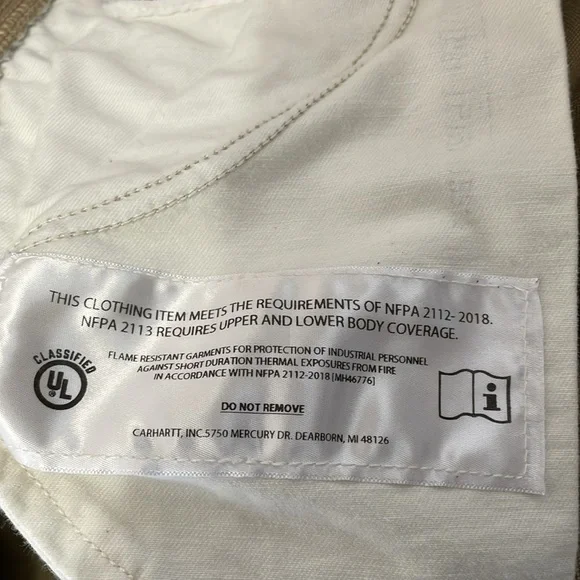 THIS CLOTHING ITEM MEETS THE REQUIREMENTS OF NFPA 2112-2018.
NFPA 2113 REQUIRES UPPER AND LOWER BODY COVERAGE.
CLASSIFIED
UL
®
FLAME RESISTANT GARMENTS FOR PROTECTION OF INDUSTRIAL PERSONNEL
AGAINST SHORT DURATION THERMAL EXPOSURES FROM FIRE
IN ACCORDANCE WITH NFPA 2112-2018 [MH46776]
i
DO NOT REMOVE
CARHARTT, INC.5750 MERCURY DR. DEARBORN, MI 48126